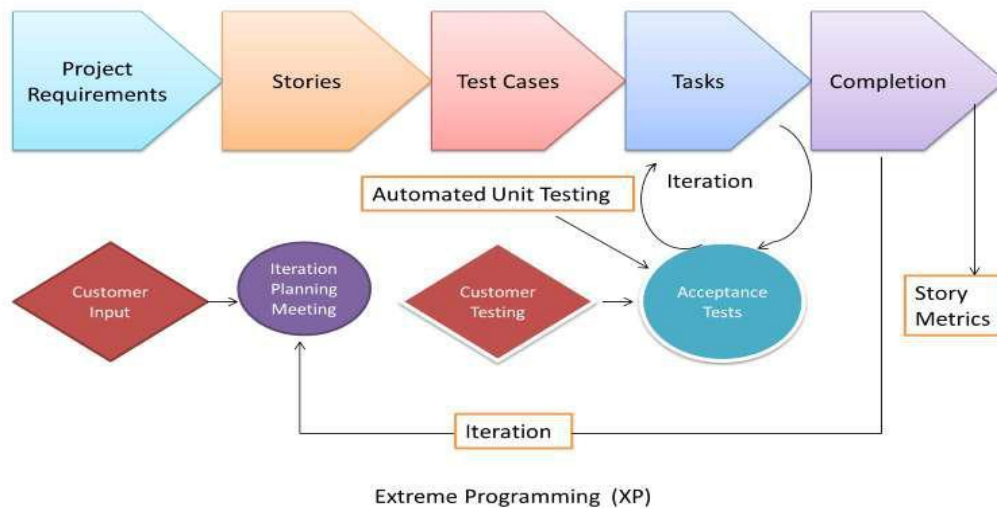 Project
Requirements
Stories
Test Cases
Tasks
Completion
Automated Unit Testing
Iteration
Customer
Input
Iteration
Planning
Meeting
Customer
Testing
Acceptance
Tests
Story
Metrics
Iteration
Extreme Programming (XP)